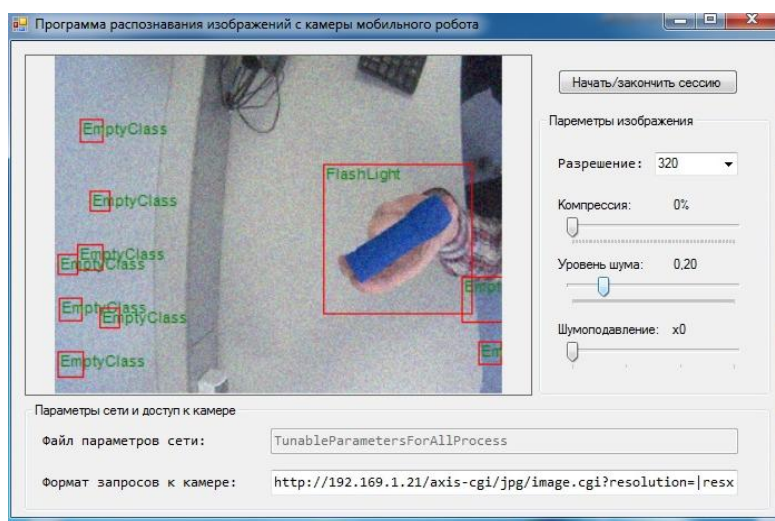 Программа распознавания изображений с камеры мобильного робота
EmptyClass
EmptyClass
EmptyClass
EmptyClass
EmptyClass
EmptyClass
EmptyClass
FlashLight
Empt
Em
Начать/закончить сессию
Пареметры изображения
Разрешение: 320
Компрессия: 0%
Уровень шума: 0,20
Шумоподавление: x0
Параметры сети и доступ к камере
Файл параметров сети: TunableParametersForAllProcess
Формат запросов к камере: http://192.169.1.21/axis-cgi/jpg/image.cgi?resolution=|resx